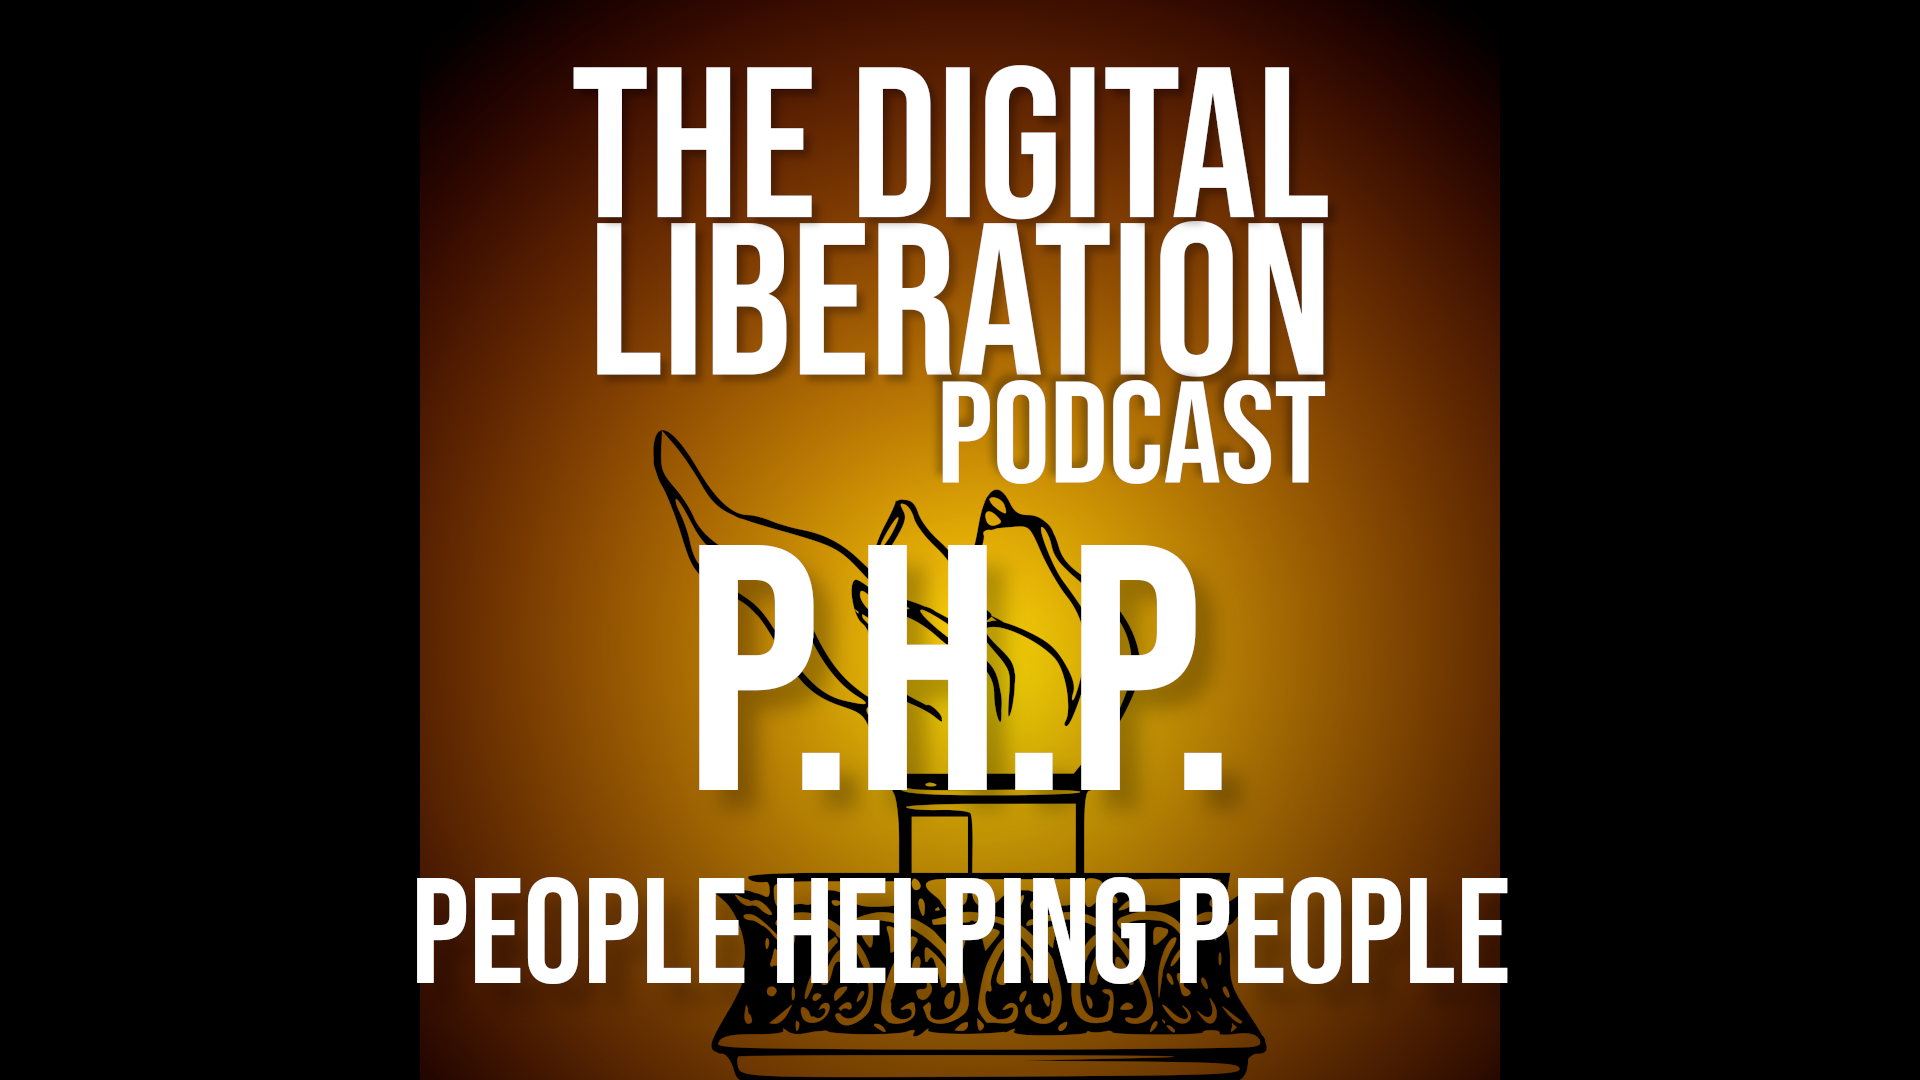 THE DIGITAL
LIBERATION
PODCAST
P.H.P.
PEOPLE HELPING PEOPLE